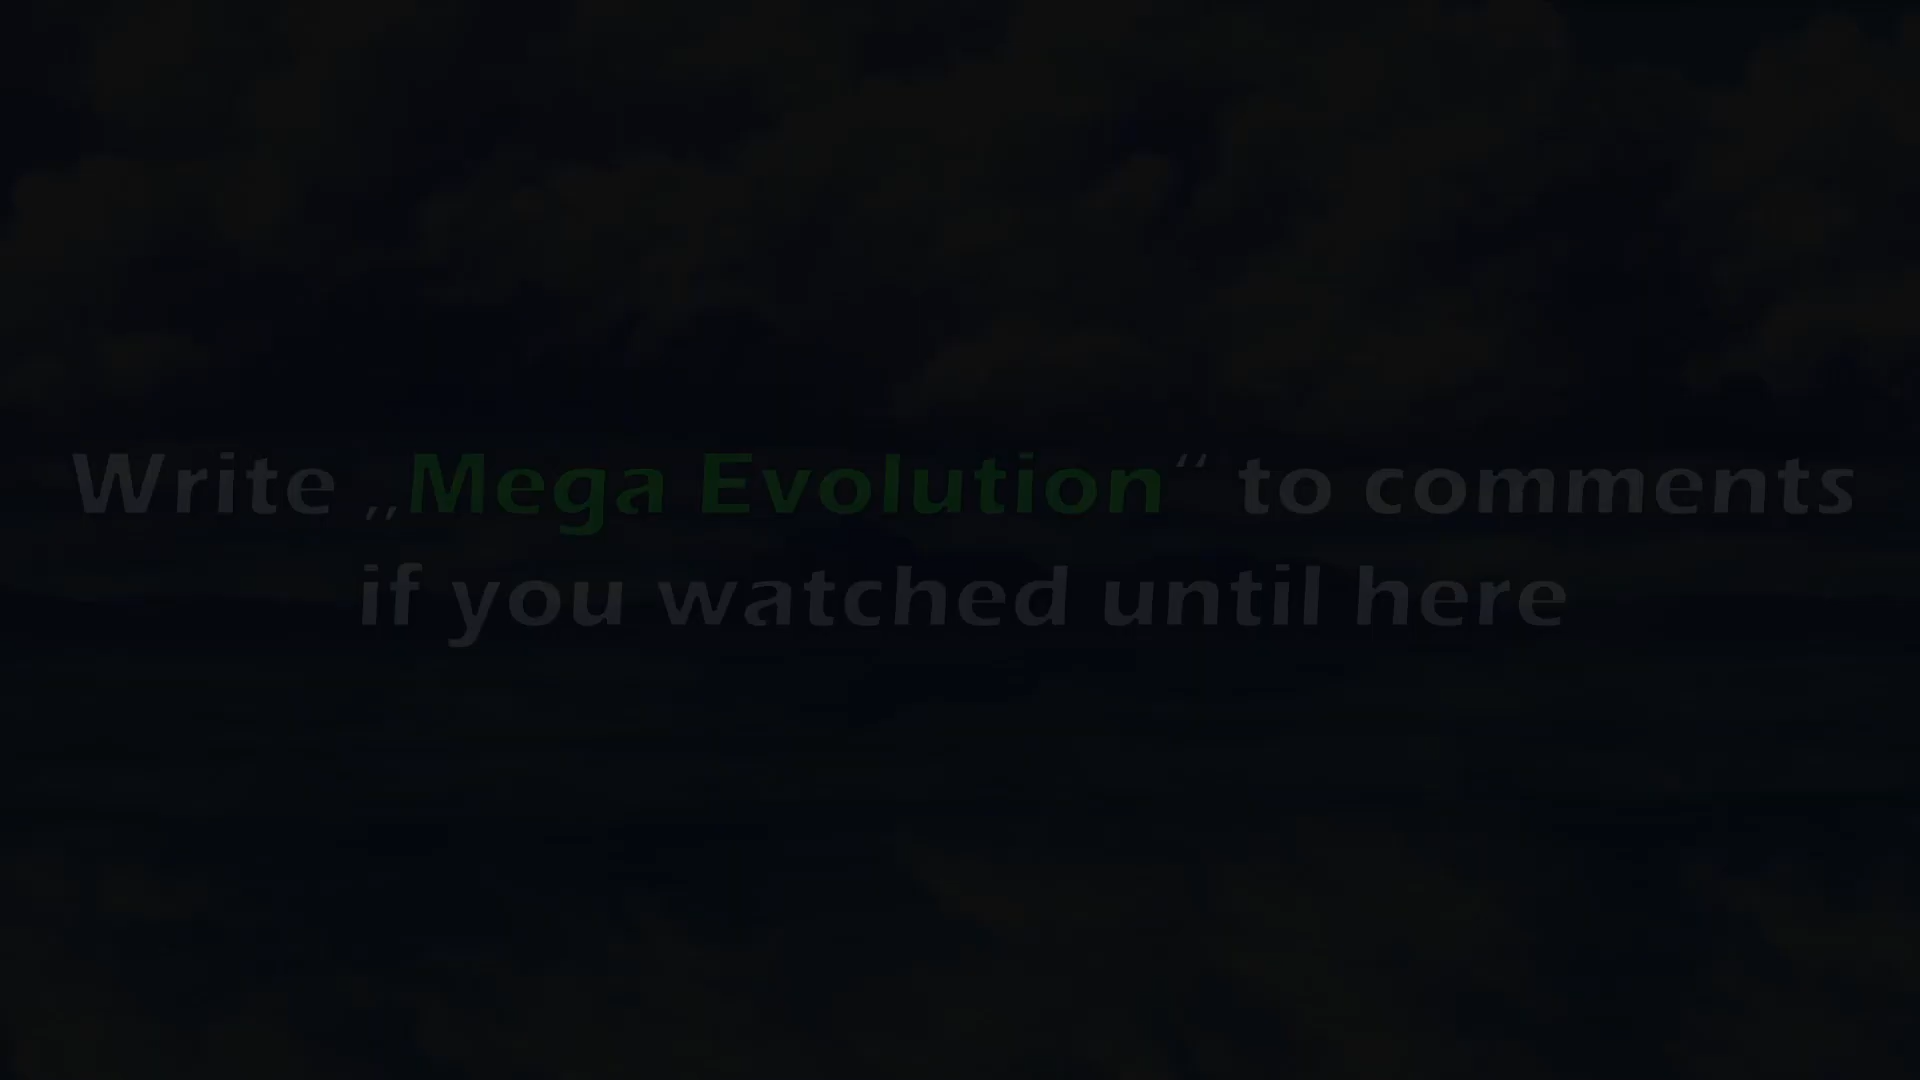 Write „Mega Evolution“ to comments
if you watched until here